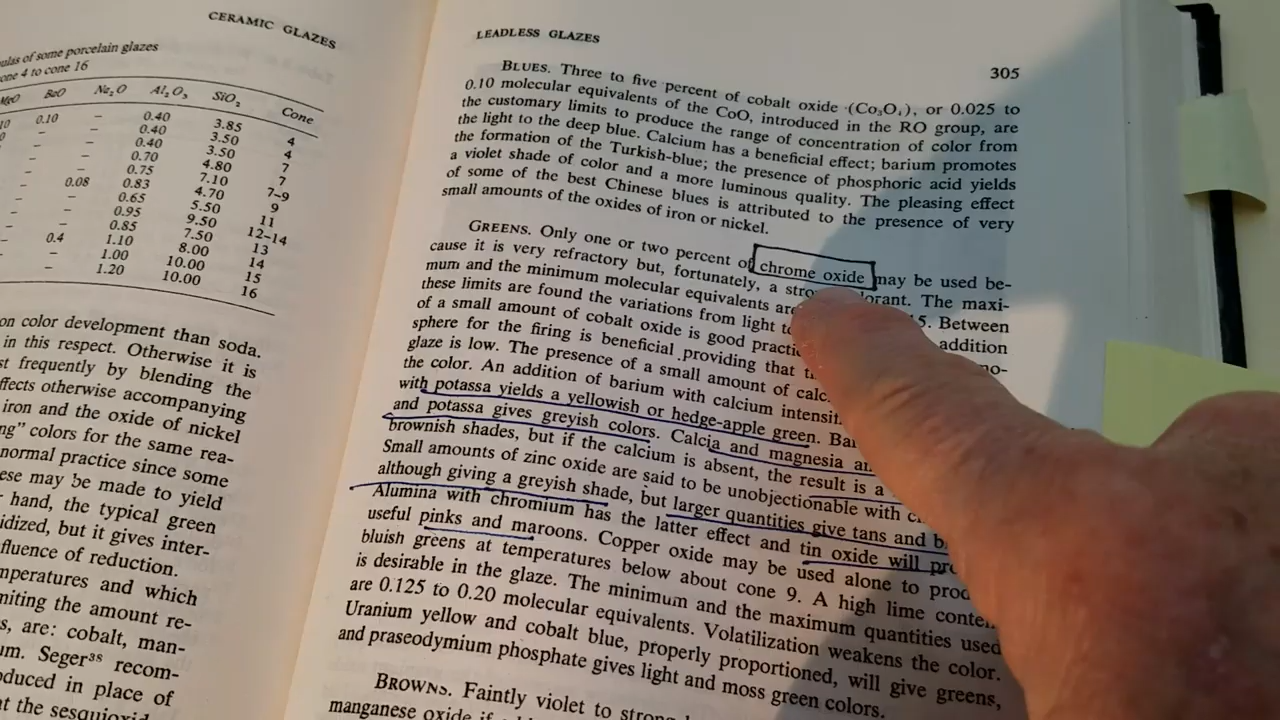 CERAMIC GLAZES
ulas of some porcelain glazes
one 4 to cone 16
MeO BaO Na₂O Al₂O₃ SiO₂ Cone
10 0.10 – 0.40 3.85 4
0.40 3.50 4
0.40 3.50 7
0.70 4.80 7
0.75 7.10 7-9
0.08 0.83 4.70 9
0.65 5.50 11
0.95 9.50 12-14
0.85 7.50 13
0.4 1.10 8.00 14
1.00 10.00 15
1.20 10.00 16
on color development than soda.
in this respect. Otherwise it is
st frequently by blending the
ffects otherwise accompanying
iron and the oxide of nickel
ng" colors for the same rea-
normal practice since some
ese may be made to yield
hand, the typical green
idized, but it gives inter-
fluence of reduction.
mperatures and which
miting the amount re-
s, are: cobalt, man-
um. Seger³⁸ recom-
oduced in place of
at the sesquioxid
LEADLESS GLAZES
305
BLUES. Three to five percent of cobalt oxide (Co₃O₄), or 0.025 to
0.10 molecular equivalents of the CoO, introduced in the RO group, are
the customary limits to produce the range of concentration of color from
the light to the deep blue. Calcium has a beneficial effect; barium promotes
the formation of the Turkish-blue; the presence of phosphoric acid yields
a violet shade of color and a more luminous quality. The pleasing effect
of some of the best Chinese blues is attributed to the presence of very
small amounts of the oxides of iron or nickel.
GREENS. Only one or two percent of chrome oxide may be used be-
cause it is very refractory but, fortunately, a stro lorant. The maxi-
mum and the minimum molecular equivalents are 5. Between
these limits are found the variations from light to addition
of a small amount of cobalt oxide is good practic no-
sphere for the firing is beneficial providing that t
glaze is low. The presence of a small amount of calc
the color. An addition of barium with calcium intensi
with potassa yields a yellowish or hedge-apple green. Ba
and potassa gives greyish colors. Calcia and magnesia a
brownish shades, but if the calcium is absent, the result is a
Small amounts of zinc oxide are said to be unobjectionable with c
although giving a greyish shade, but larger quantities give tans and b
Alumina with chromium has the latter effect and tin oxide will pro
useful pinks and maroons. Copper oxide may be used alone to prod
bluish greens at temperatures below about cone 9. A high lime conten
is desirable in the glaze. The minimum and the maximum quantities used
are 0.125 to 0.20 molecular equivalents. Volatilization weakens the color.
Uranium yellow and cobalt blue, properly proportioned, will give greens,
and praseodymium phosphate gives light and moss green colors.
BROWNS. Faintly violet to stro
manganese oxide if